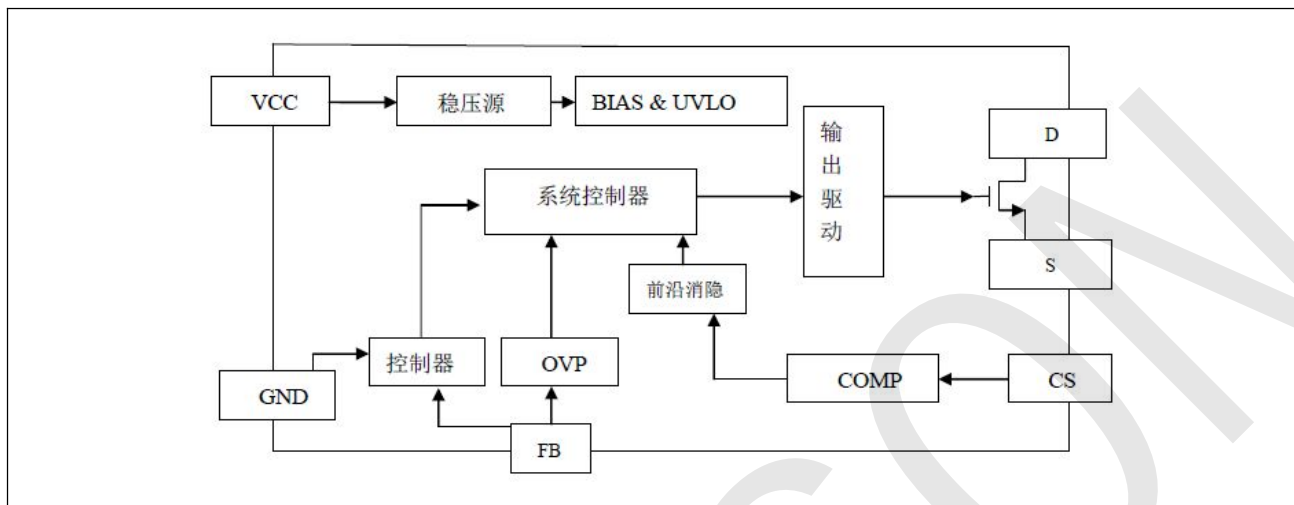 VCC
稳压源
BIAS & UVLO
输出驱动
D
系统控制器
S
前沿消隐
控制器
OVP
COMP
CS
GND
FB